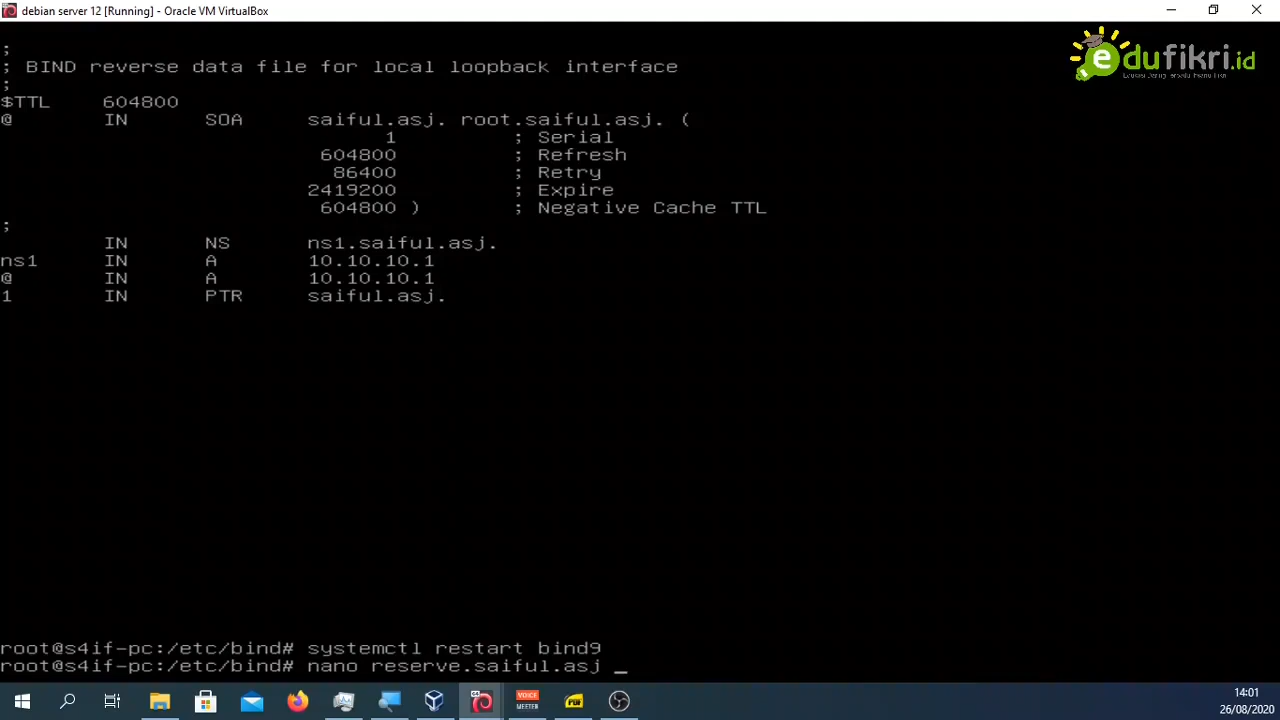 debian server 12 [Running] - Oracle VM VirtualBox
edufikri.id
;
; BIND reverse data file for local loopback interface
;
$TTL 604800
@ IN SOA saiful.asj. root.saiful.asj. (
1 ; Serial
604800 ; Refresh
86400 ; Retry
2419200 ; Expire
604800 ) ; Negative Cache TTL
;
IN NS ns1.saiful.asj.
ns1 IN A 10.10.10.1
@ IN A 10.10.10.1
1 IN PTR saiful.asj.
root@s4if-pc:/etc/bind# systemctl restart bind9
root@s4if-pc:/etc/bind# nano reserve.saiful.asj _
VOICE
MEETER
14:01
26/08/2020